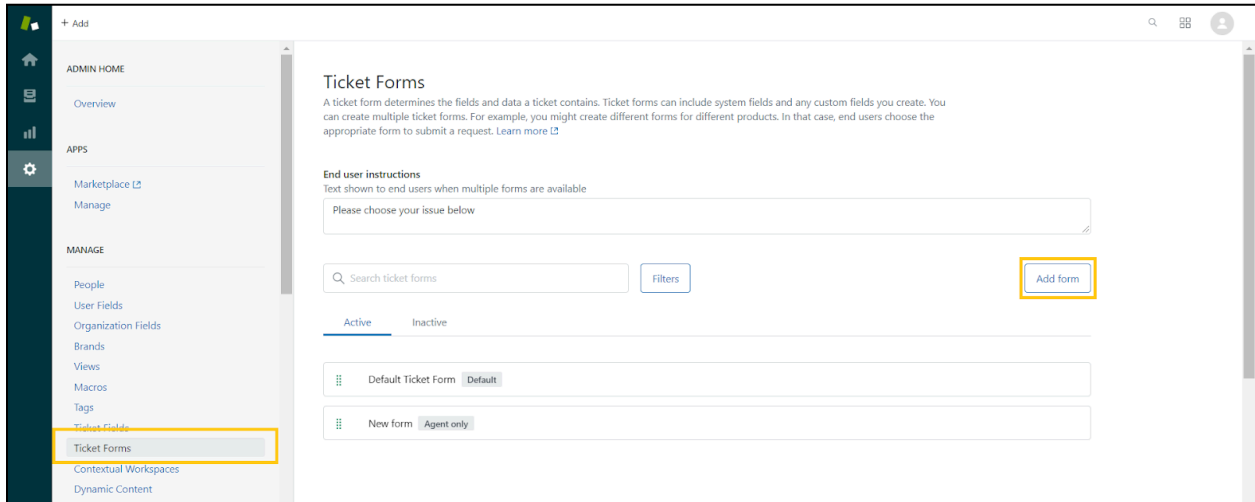 + Add
ADMIN HOME
Overview
APPS
Marketplace
Manage
MANAGE
People
User Fields
Organization Fields
Brands
Views
Macros
Tags
Ticket Fields
Ticket Forms
Contextual Workspaces
Dynamic Content
Ticket Forms
A ticket form determines the fields and data a ticket contains. Ticket forms can include system fields and any custom fields you create. You
can create multiple ticket forms. For example, you might create different forms for different products. In that case, end users choose the
appropriate form to submit a request. Learn more
End user instructions
Text shown to end users when multiple forms are available
Please choose your issue below
Search ticket forms
Filters
Add form
Active
Inactive
Default Ticket Form Default
New form Agent only